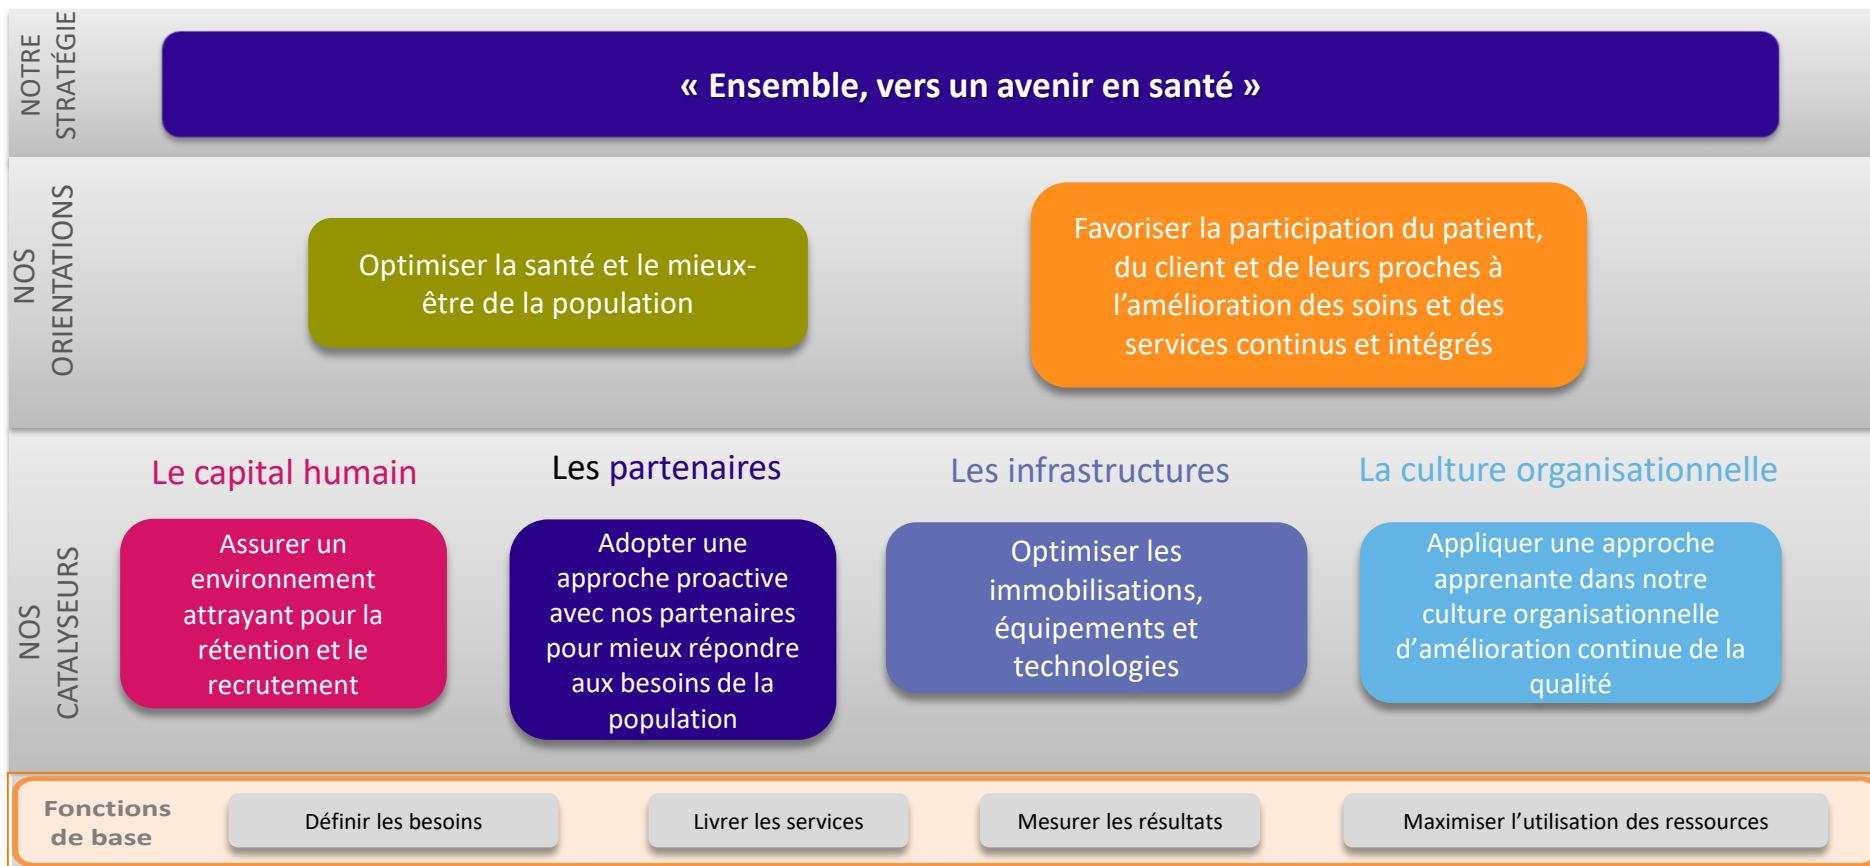 NOTRE
STRATÉGIE
« Ensemble, vers un avenir en santé »
NOS
ORIENTATIONS
Optimiser la santé et le mieux-
être de la population
Favoriser la participation du patient,
du client et de leurs proches à
l’amélioration des soins et des
services continus et intégrés
NOS
CATALYSEURS
Le capital humain
Assurer un
environnement
attrayant pour la
rétention et le
recrutement
Les partenaires
Adopter une
approche proactive
avec nos partenaires
pour mieux répondre
aux besoins de la
population
Les infrastructures
Optimiser les
immobilisations,
équipements et
technologies
La culture organisationnelle
Appliquer une approche
apprenante dans notre
culture organisationnelle
d’amélioration continue de la
qualité
Fonctions
de base
Définir les besoins
Livrer les services
Mesurer les résultats
Maximiser l’utilisation des ressources